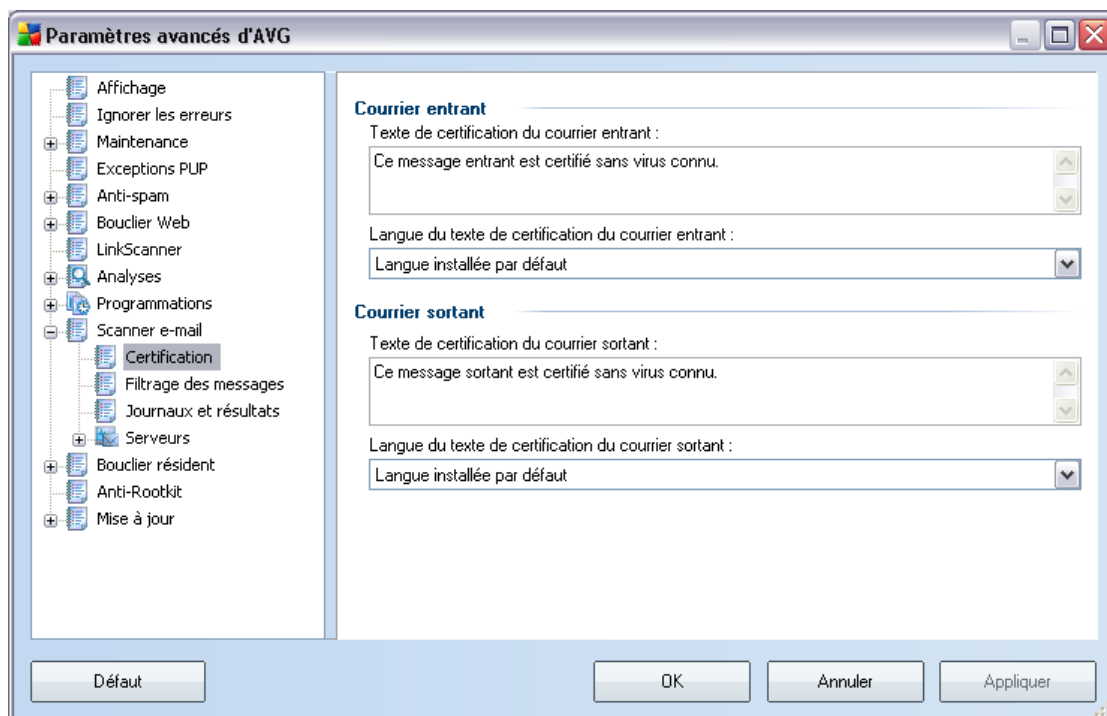 Paramètres avancés d'AVG
Affichage
Ignorer les erreurs
Maintenance
Exceptions PUP
Anti-spam
Bouclier Web
LinkScanner
Analyses
Programmations
Scanner e-mail
Certification
Filtrage des messages
Journaux et résultats
Serveurs
Bouclier résident
Anti-Rootkit
Mise à jour
Courrier entrant
Texte de certification du courrier entrant :
Ce message entrant est certifié sans virus connu.
Langue du texte de certification du courrier entrant :
Langue installée par défaut
Courrier sortant
Texte de certification du courrier sortant :
Ce message sortant est certifié sans virus connu.
Langue du texte de certification du courrier sortant :
Langue installée par défaut
Défaut
OK
Annuler
Appliquer